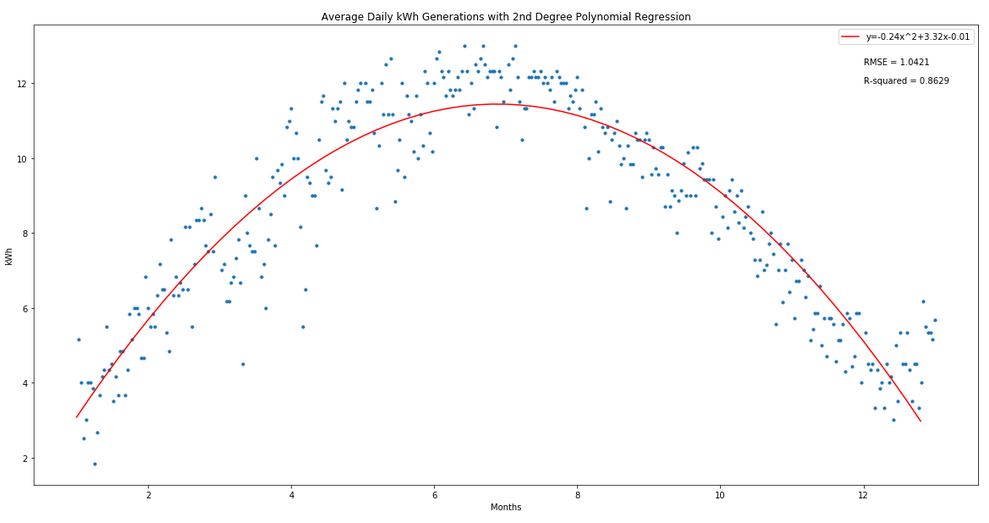 Average Daily kWh Generations with 2nd Degree Polynomial Regression
y=-0.24x^2+3.32x-0.01
RMSE = 1.0421
R-squared = 0.8629
kWh
12
10
8
6
4
2
2 4 6 8 10 12
Months